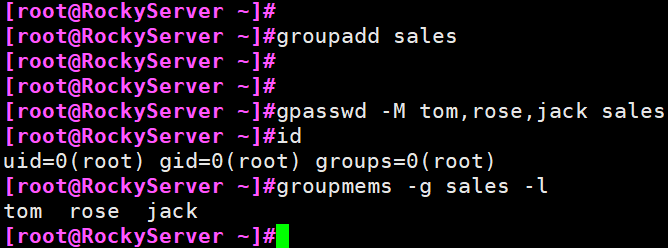 [root@RockyServer ~]#
[root@RockyServer ~]#groupadd sales
[root@RockyServer ~]#
[root@RockyServer ~]#
[root@RockyServer ~]#gpasswd -M tom,rose,jack sales
[root@RockyServer ~]#id
uid=0(root) gid=0(root) groups=0(root)
[root@RockyServer ~]#groupmems -g sales -l
tom  rose  jack
[root@RockyServer ~]#